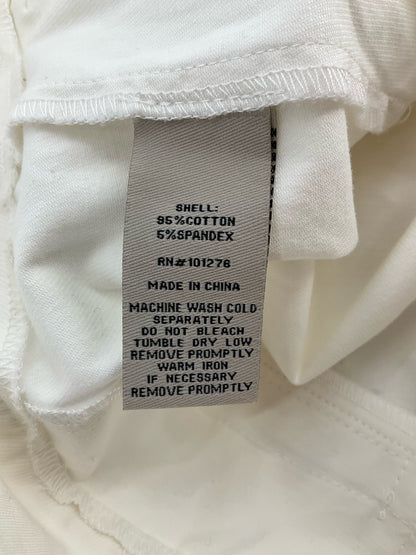 SHELL:
95%COTTON
5%SPANDEX
RN#101278
MADE IN CHINA
MACHINE WASH COLD
SEPARATELY
DO NOT BLEACH
TUMBLE DRY LOW
REMOVE PROMPTLY
WARM IRON
IF NECESSARY
REMOVE PROMPTLY